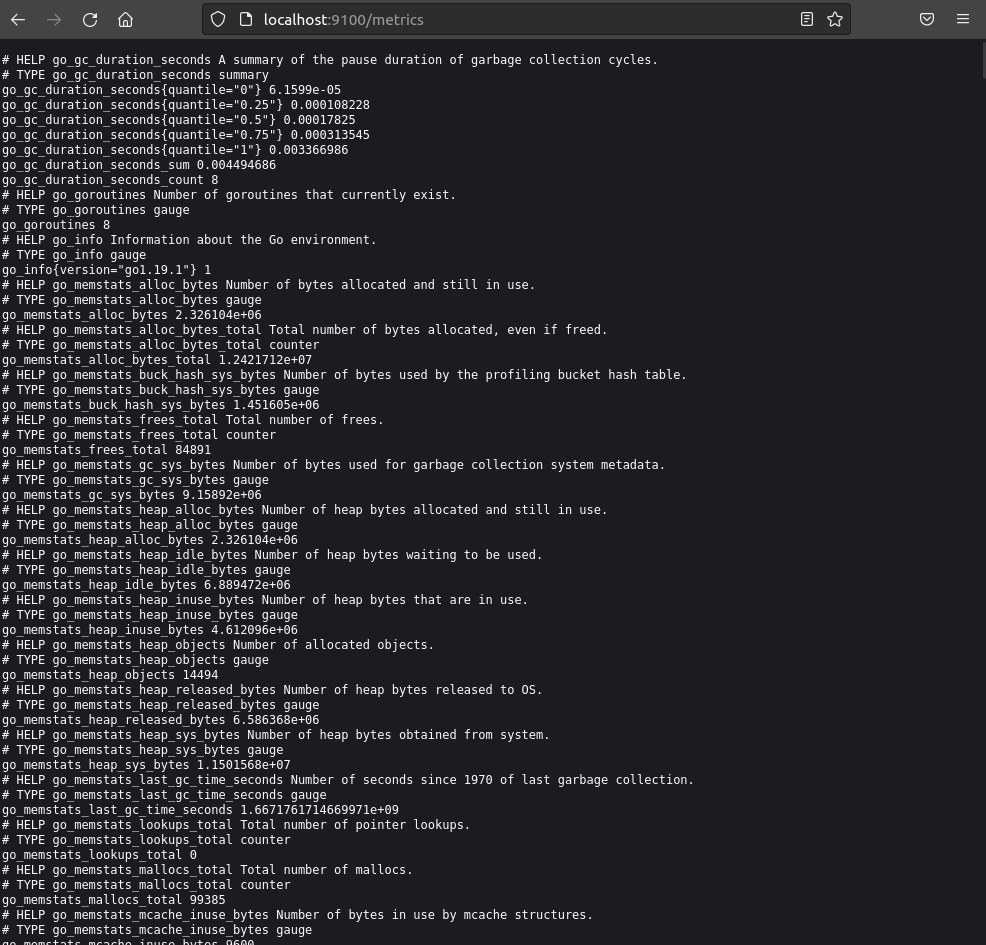 localhost:9100/metrics
# HELP go_gc_duration_seconds A summary of the pause duration of garbage collection cycles.
# TYPE go_gc_duration_seconds summary
go_gc_duration_seconds{quantile="0"} 6.1599e-05
go_gc_duration_seconds{quantile="0.25"} 0.000108228
go_gc_duration_seconds{quantile="0.5"} 0.00017825
go_gc_duration_seconds{quantile="0.75"} 0.000313545
go_gc_duration_seconds{quantile="1"} 0.003366986
go_gc_duration_seconds_sum 0.004494686
go_gc_duration_seconds_count 8
# HELP go_goroutines Number of goroutines that currently exist.
# TYPE go_goroutines gauge
go_goroutines 8
# HELP go_info Information about the Go environment.
# TYPE go_info gauge
go_info{version="go1.19.1"} 1
# HELP go_memstats_alloc_bytes Number of bytes allocated and still in use.
# TYPE go_memstats_alloc_bytes gauge
go_memstats_alloc_bytes 2.326104e+06
# HELP go_memstats_alloc_bytes_total Total number of bytes allocated, even if freed.
# TYPE go_memstats_alloc_bytes_total counter
go_memstats_alloc_bytes_total 1.2421712e+07
# HELP go_memstats_buck_hash_sys_bytes Number of bytes used by the profiling bucket hash table.
# TYPE go_memstats_buck_hash_sys_bytes gauge
go_memstats_buck_hash_sys_bytes 1.451605e+06
# HELP go_memstats_frees_total Total number of frees.
# TYPE go_memstats_frees_total counter
go_memstats_frees_total 84891
# HELP go_memstats_gc_sys_bytes Number of bytes used for garbage collection system metadata.
# TYPE go_memstats_gc_sys_bytes gauge
go_memstats_gc_sys_bytes 9.15892e+06
# HELP go_memstats_heap_alloc_bytes Number of heap bytes allocated and still in use.
# TYPE go_memstats_heap_alloc_bytes gauge
go_memstats_heap_alloc_bytes 2.326104e+06
# HELP go_memstats_heap_idle_bytes Number of heap bytes waiting to be used.
# TYPE go_memstats_heap_idle_bytes gauge
go_memstats_heap_idle_bytes 6.889472e+06
# HELP go_memstats_heap_inuse_bytes Number of heap bytes that are in use.
# TYPE go_memstats_heap_inuse_bytes gauge
go_memstats_heap_inuse_bytes 4.612096e+06
# HELP go_memstats_heap_objects Number of allocated objects.
# TYPE go_memstats_heap_objects gauge
go_memstats_heap_objects 14494
# HELP go_memstats_heap_released_bytes Number of heap bytes released to OS.
# TYPE go_memstats_heap_released_bytes gauge
go_memstats_heap_released_bytes 6.586368e+06
# HELP go_memstats_heap_sys_bytes Number of heap bytes obtained from system.
# TYPE go_memstats_heap_sys_bytes gauge
go_memstats_heap_sys_bytes 1.1501568e+07
# HELP go_memstats_last_gc_time_seconds Number of seconds since 1970 of last garbage collection.
# TYPE go_memstats_last_gc_time_seconds gauge
go_memstats_last_gc_time_seconds 1.6671761714669971e+09
# HELP go_memstats_lookups_total Total number of pointer lookups.
# TYPE go_memstats_lookups_total counter
go_memstats_lookups_total 0
# HELP go_memstats_mallocs_total Total number of mallocs.
# TYPE go_memstats_mallocs_total counter
go_memstats_mallocs_total 99385
# HELP go_memstats_mcache_inuse_bytes Number of bytes in use by mcache structures.
# TYPE go_memstats_mcache_inuse_bytes gauge
go_memstats_mcache_inuse_bytes 9600